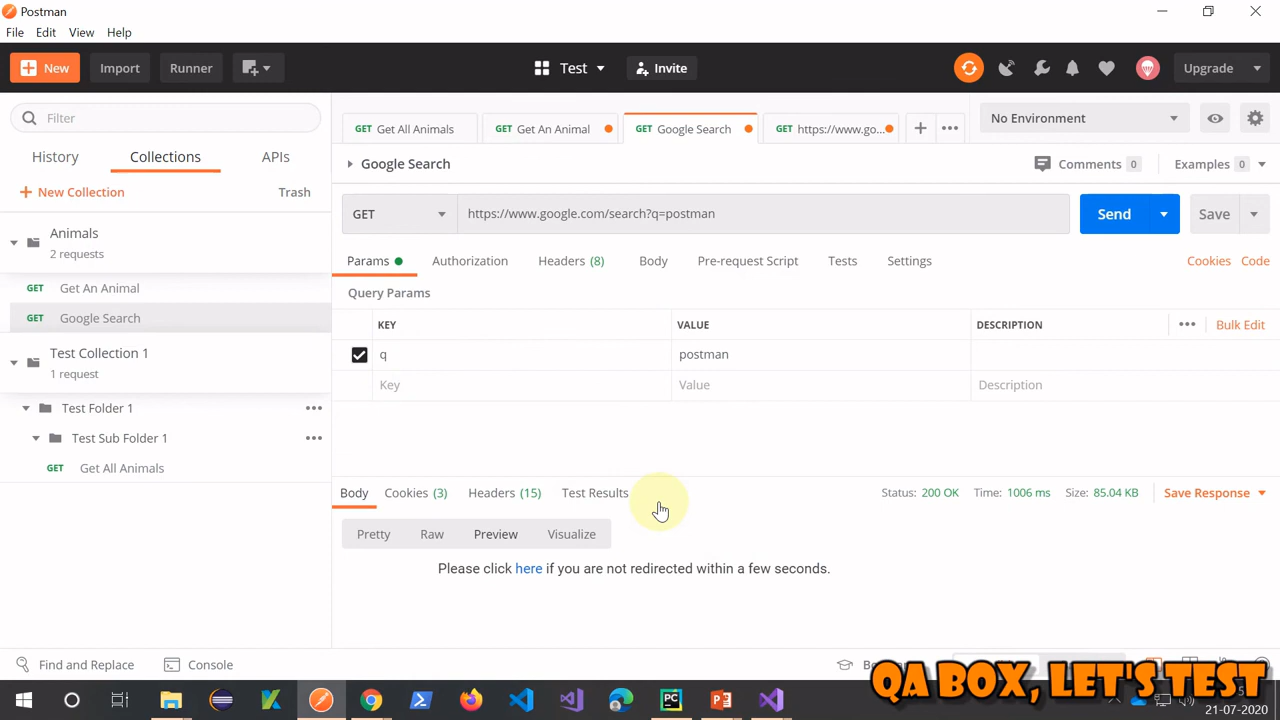 Postman
File Edit View Help
New Import Runner Test Invite Upgrade
Filter
GET Get All Animals GET Get An Animal GET Google Search GET https://www.go...
No Environment
History Collections APIs
Google Search Comments 0 Examples 0
New Collection Trash
GET https://www.google.com/search?q=postman Send Save
Animals
2 requests
Params Authorization Headers (8) Body Pre-request Script Tests Settings Cookies Code
GET Get An Animal
Query Params
GET Google Search
KEY VALUE DESCRIPTION Bulk Edit
Test Collection 1
1 request
q postman
Key Value Description
Test Folder 1
Test Sub Folder 1
GET Get All Animals
Body Cookies (3) Headers (15) Test Results Status: 200 OK Time: 1006 ms Size: 85.04 KB Save Response
Pretty Raw Preview Visualize
Please click here if you are not redirected within a few seconds.
Find and Replace Console
QA BOX, LET'S TEST
21-07-2020